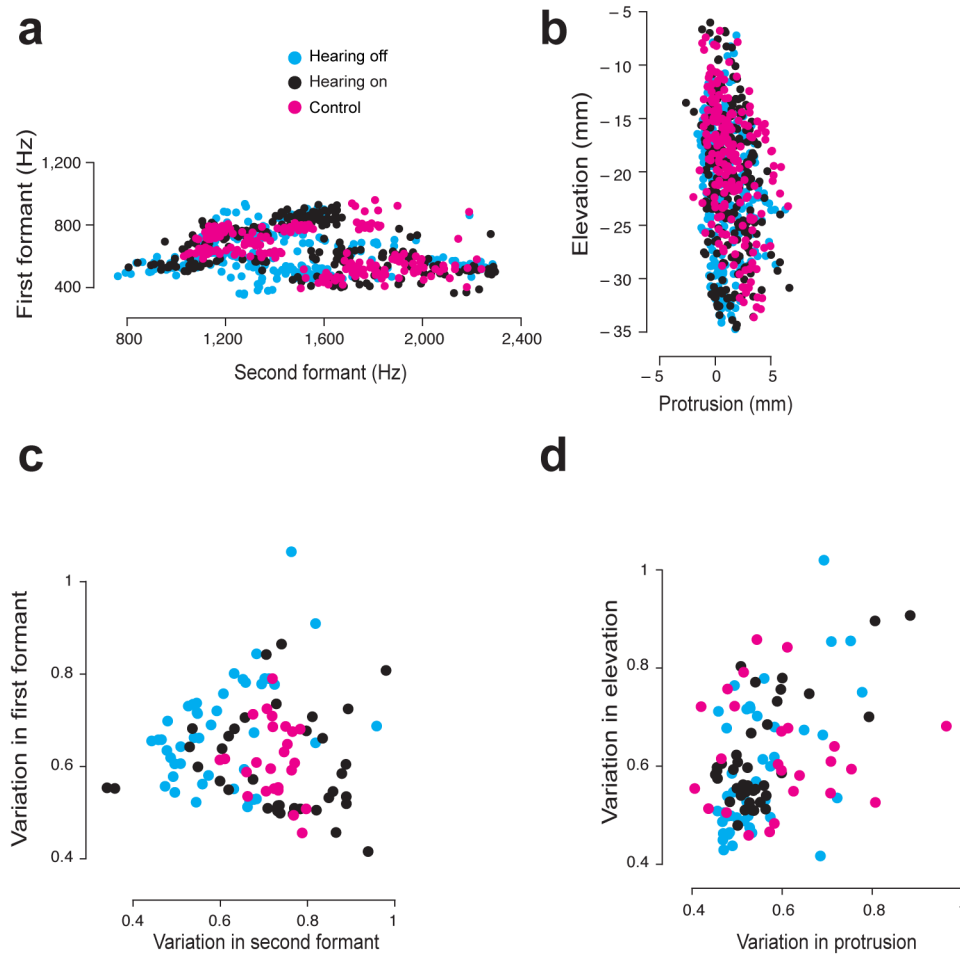 a
Hearing off
Hearing on
Control
First formant (Hz)
1,200
800
400
800
1,200
1,600
2,000
2,400
Second formant (Hz)
b
Elevation (mm)
– 5
– 10
– 15
– 20
– 25
– 30
– 35
– 5
0
5
Protrusion (mm)
c
Variation in first formant
1
0.8
0.6
0.4
0.4
0.6
0.8
1
Variation in second formant
d
Variation in elevation
1
0.8
0.6
0.4
0.4
0.6
0.8
Variation in protrusion